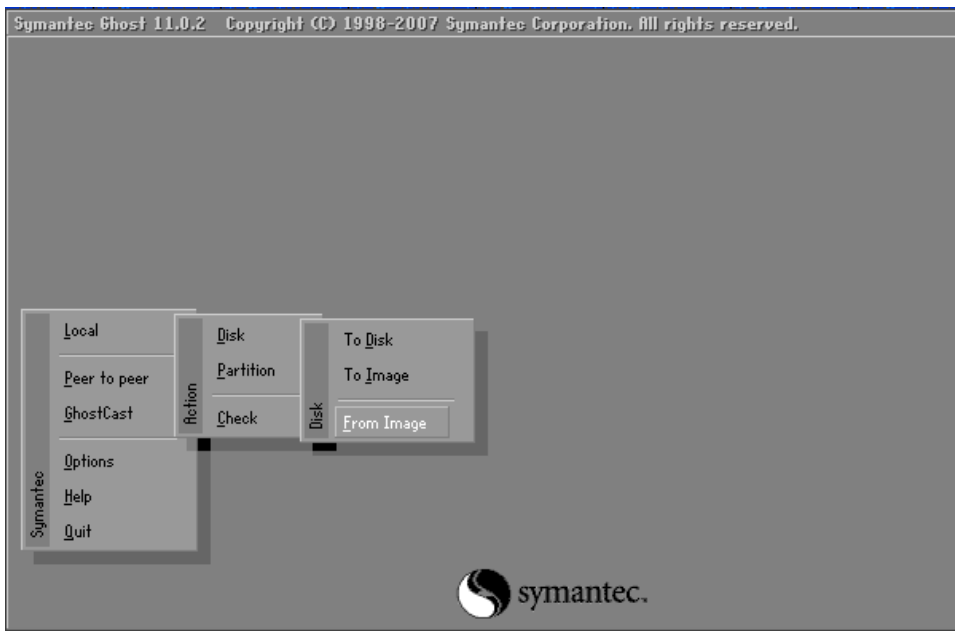 Symantec Ghost 11.0.2 Copyright (C) 1998-2007 Symantec Corporation. All rights reserved.
Symantec
Local
Peer to peer
GhostCast
Options
Help
Quit
Action
Disk
Partition
Check
Disk
To Disk
To Image
From Image
symantec.